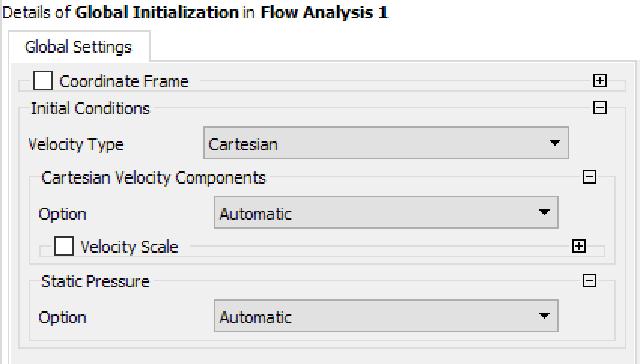 Details of Global Initialization in Flow Analysis 1
Global Settings
Coordinate Frame
Initial Conditions
Velocity Type Cartesian
Cartesian Velocity Components
Option Automatic
Velocity Scale
Static Pressure
Option Automatic